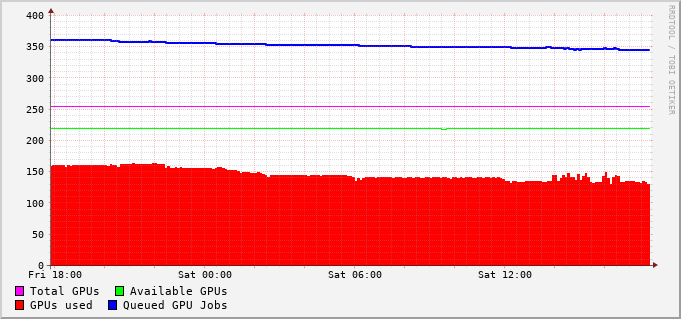 400
350
300
250
200
150
100
50
0
Fri 18:00 Sat 00:00 Sat 06:00 Sat 12:00
Total GPUs Available GPUs
GPUs used Queued GPU Jobs
RRDTOOL / TOBI OETIKER